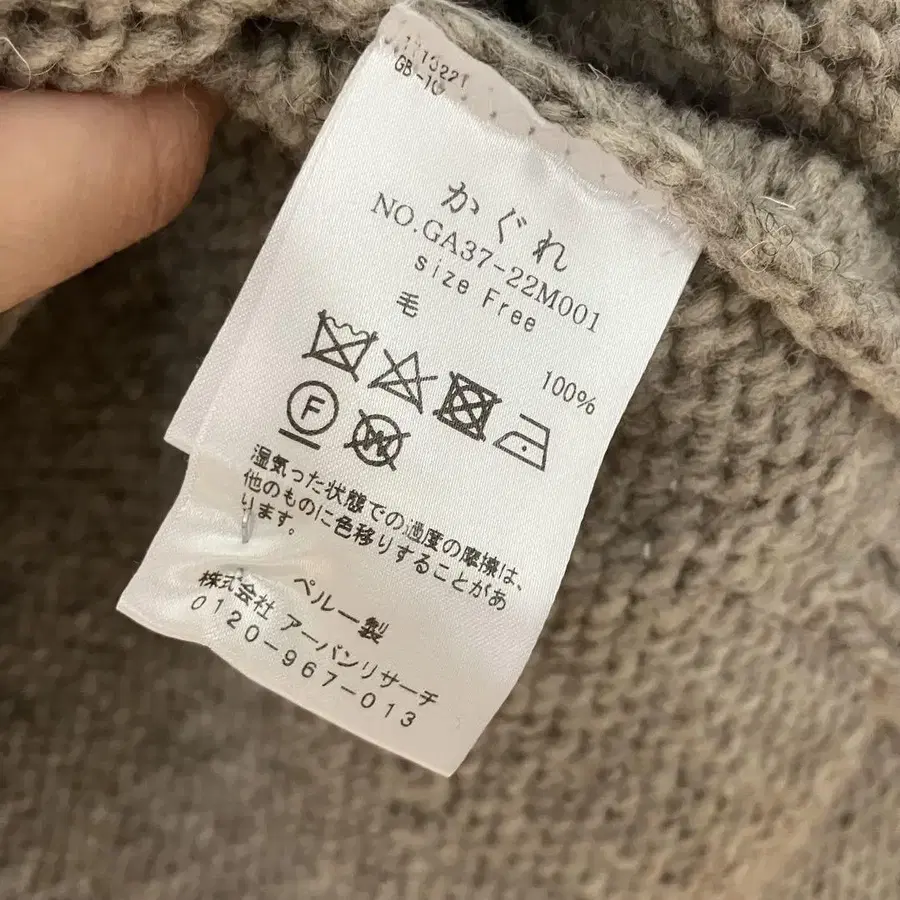 1113221
GB-10
かぐれ
NO.GA37-22M001
size Free
毛
100%
F
W
湿気った状態での過度の摩擦は、
他のものに色移りすることがあ
ります。
ペルー製
株式会社 アーバンリサーチ
0120-967-013